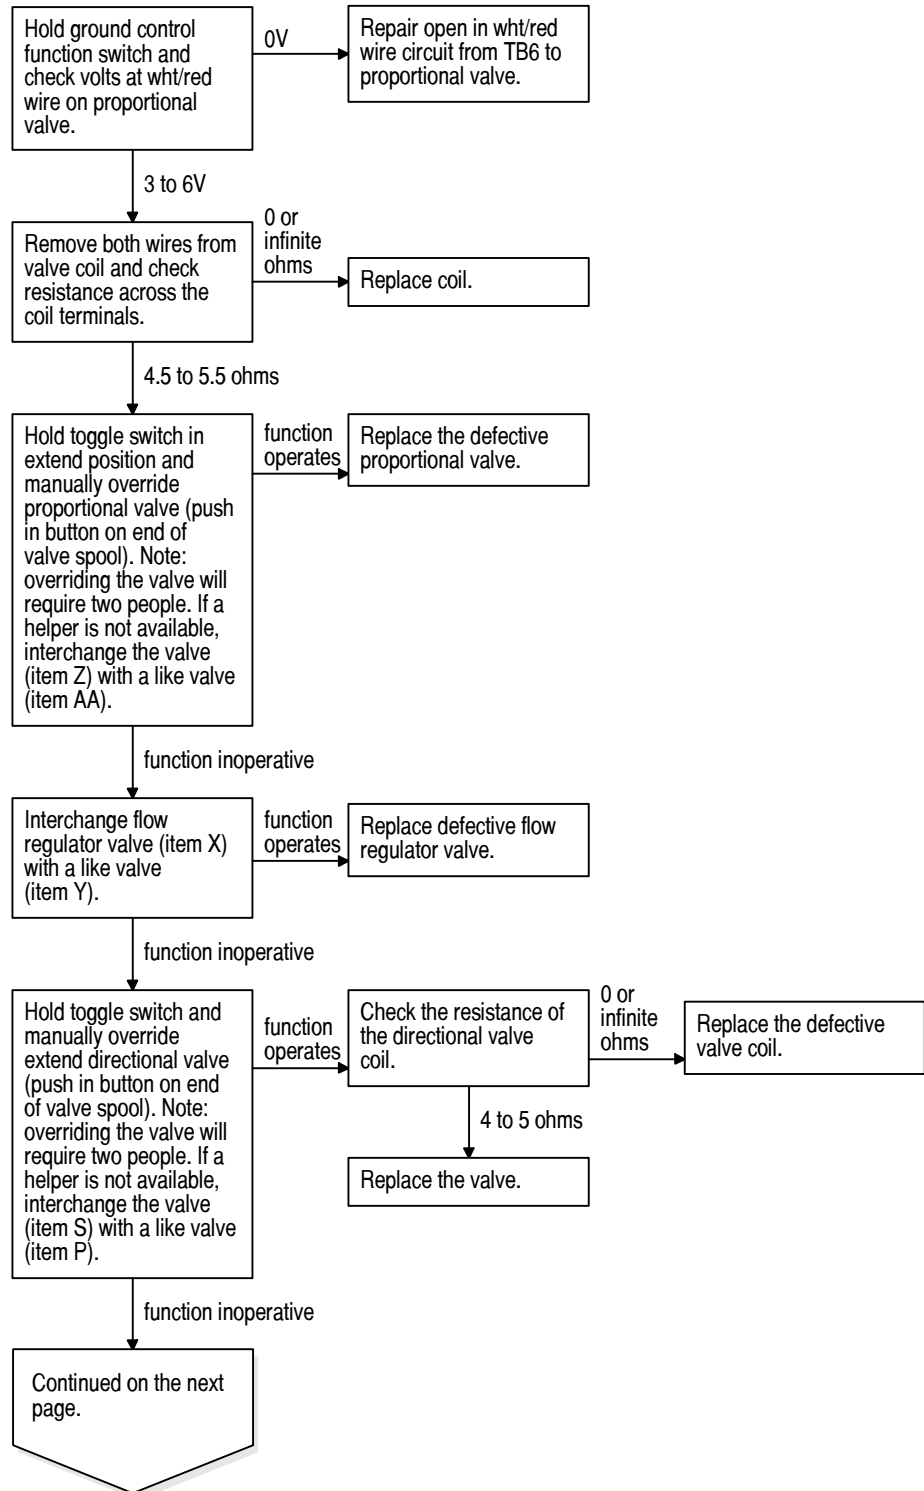 Hold ground control
function switch and
check volts at wht/red
wire on proportional
valve.
0V
Repair open in wht/red
wire circuit from TB6 to
proportional valve.
3 to 6V
Remove both wires from
valve coil and check
resistance across the
coil terminals.
0 or
infinite
ohms
Replace coil.
4.5 to 5.5 ohms
Hold toggle switch in
extend position and
manually override
proportional valve (push
in button on end of
valve spool). Note:
overriding the valve will
require two people. If a
helper is not available,
interchange the valve
(item Z) with a like valve
(item AA).
function
operates
Replace the defective
proportional valve.
function inoperative
Interchange flow
regulator valve (item X)
with a like valve
(item Y).
function
operates
Replace defective flow
regulator valve.
function inoperative
Hold toggle switch and
manually override
extend directional valve
(push in button on end
of valve spool). Note:
overriding the valve will
require two people. If a
helper is not available,
interchange the valve
(item S) with a like valve
(item P).
function
operates
Check the resistance of
the directional valve
coil.
0 or
infinite
ohms
Replace the defective
valve coil.
4 to 5 ohms
Replace the valve.
function inoperative
Continued on the next
page.